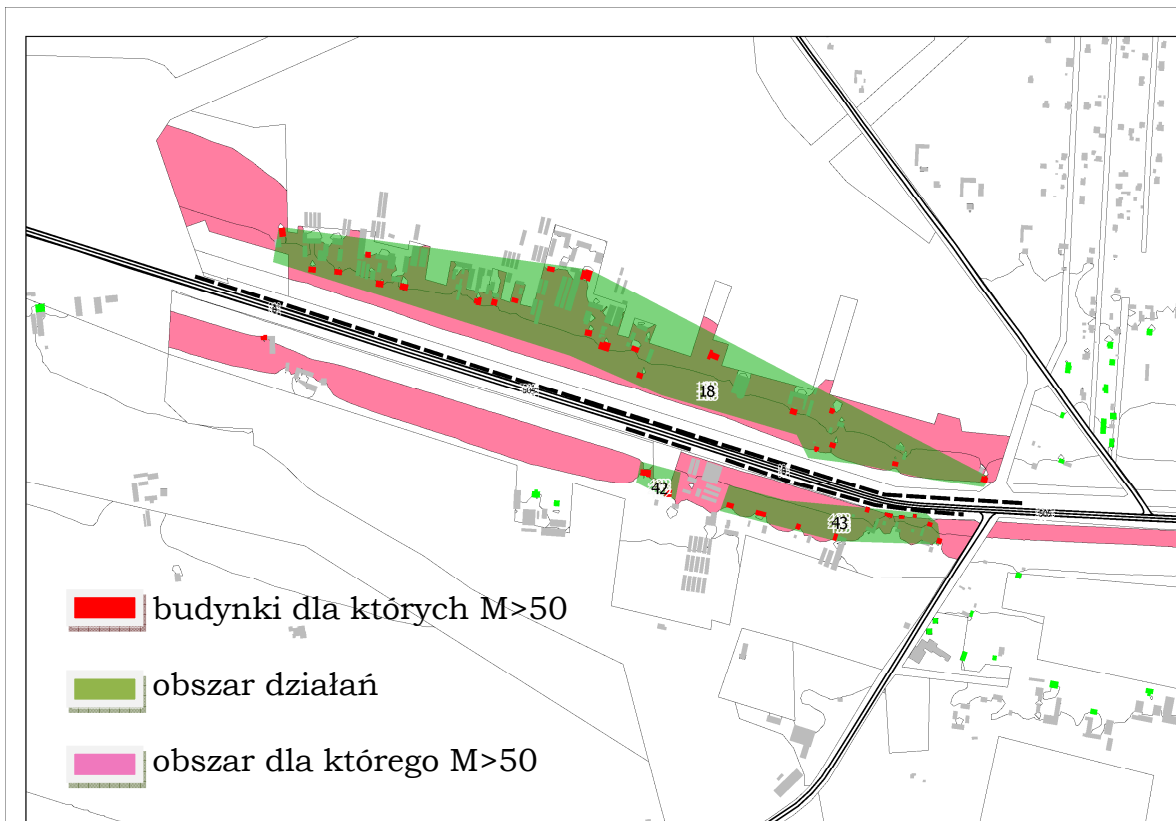 18
42
43
budynki dla których M>50
obszar działań
obszar dla którego M>50